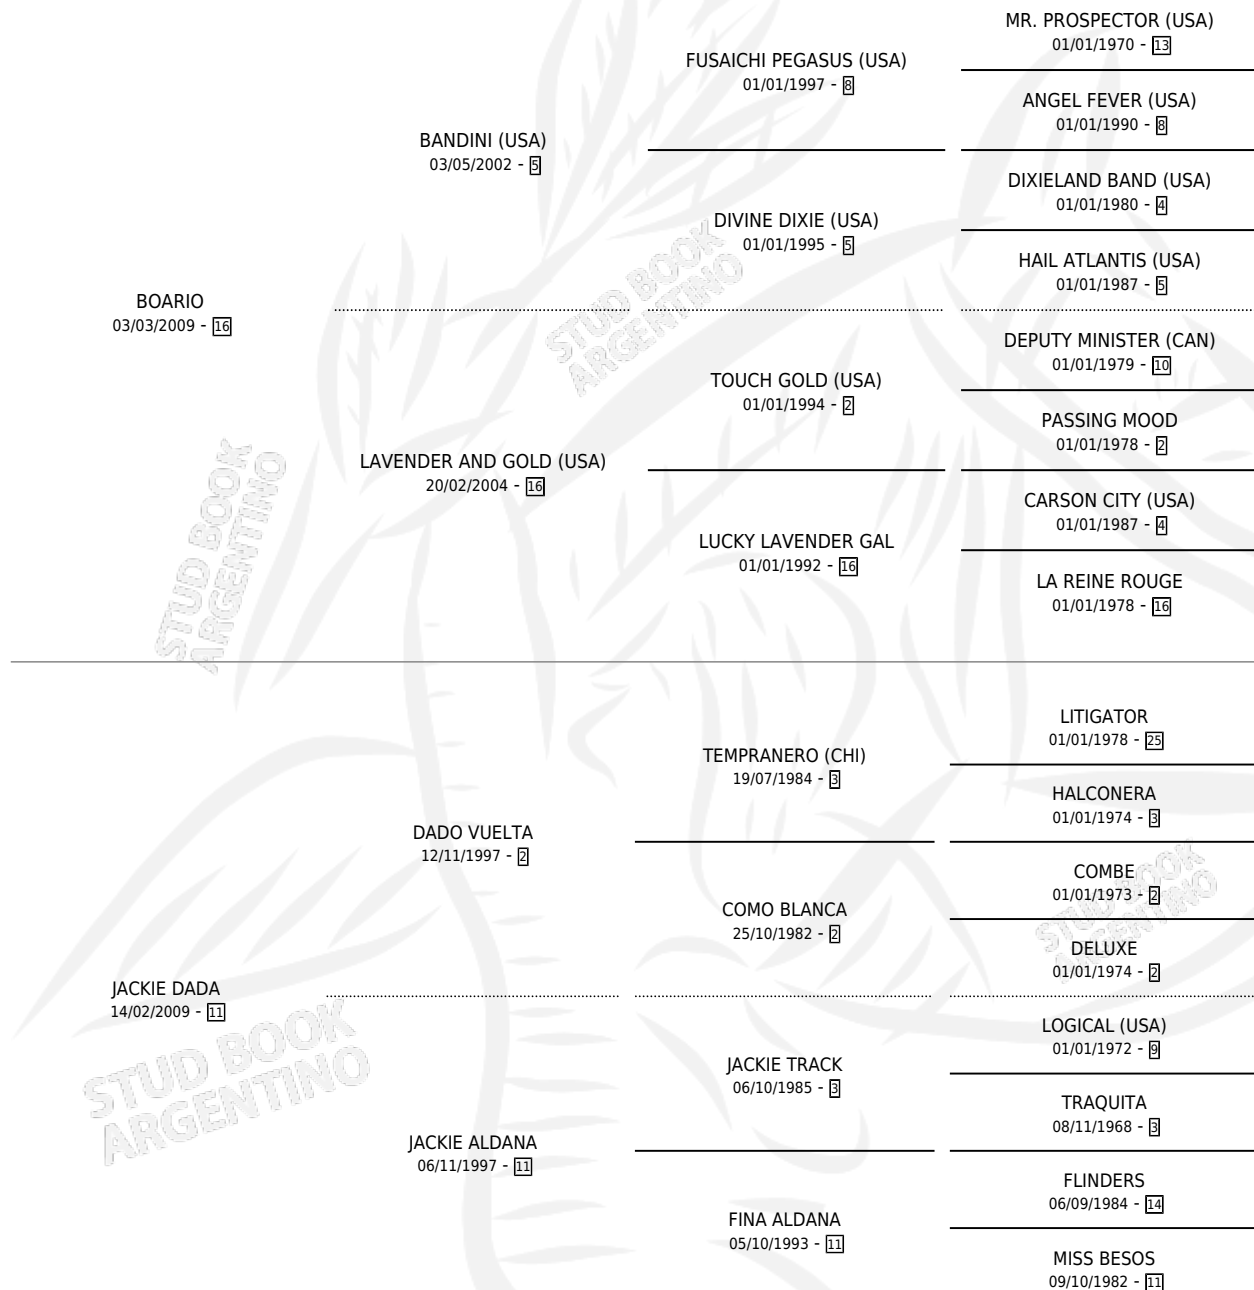 MR. PROSPECTOR (USA)
01/01/1970 - 13
FUSAICHI PEGASUS (USA)
01/01/1997 - 8
ANGEL FEVER (USA)
01/01/1990 - 8
BANDINI (USA)
03/05/2002 - 5
DIXIELAND BAND (USA)
01/01/1980 - 4
DIVINE DIXIE (USA)
01/01/1995 - 5
HAIL ATLANTIS (USA)
01/01/1987 - 5
BOARIO
03/03/2009 - 16
DEPUTY MINISTER (CAN)
01/01/1979 - 10
TOUCH GOLD (USA)
01/01/1994 - 2
PASSING MOOD
01/01/1978 - 2
LAVENDER AND GOLD (USA)
20/02/2004 - 16
CARSON CITY (USA)
01/01/1987 - 4
LUCKY LAVENDER GAL
01/01/1992 - 16
LA REINE ROUGE
01/01/1978 - 16
LITIGATOR
01/01/1978 - 25
TEMPRANERO (CHI)
19/07/1984 - 3
HALCONERA
01/01/1974 - 3
DADO VUELTA
12/11/1997 - 2
COMBE
01/01/1973 - 2
COMO BLANCA
25/10/1982 - 2
DELUXE
01/01/1974 - 2
JACKIE DADA
14/02/2009 - 11
LOGICAL (USA)
01/01/1972 - 9
JACKIE TRACK
06/10/1985 - 3
TRAQUITA
08/11/1968 - 3
JACKIE ALDANA
06/11/1997 - 11
FLINDERS
06/09/1984 - 14
FINA ALDANA
05/10/1993 - 11
MISS BESOS
09/10/1982 - 11
STUD BOOK
ARGENTINO
STUD BOOK
ARGENTINO
STUD BOOK
ARGENTINO
STUD BOOK
ARGENTINO